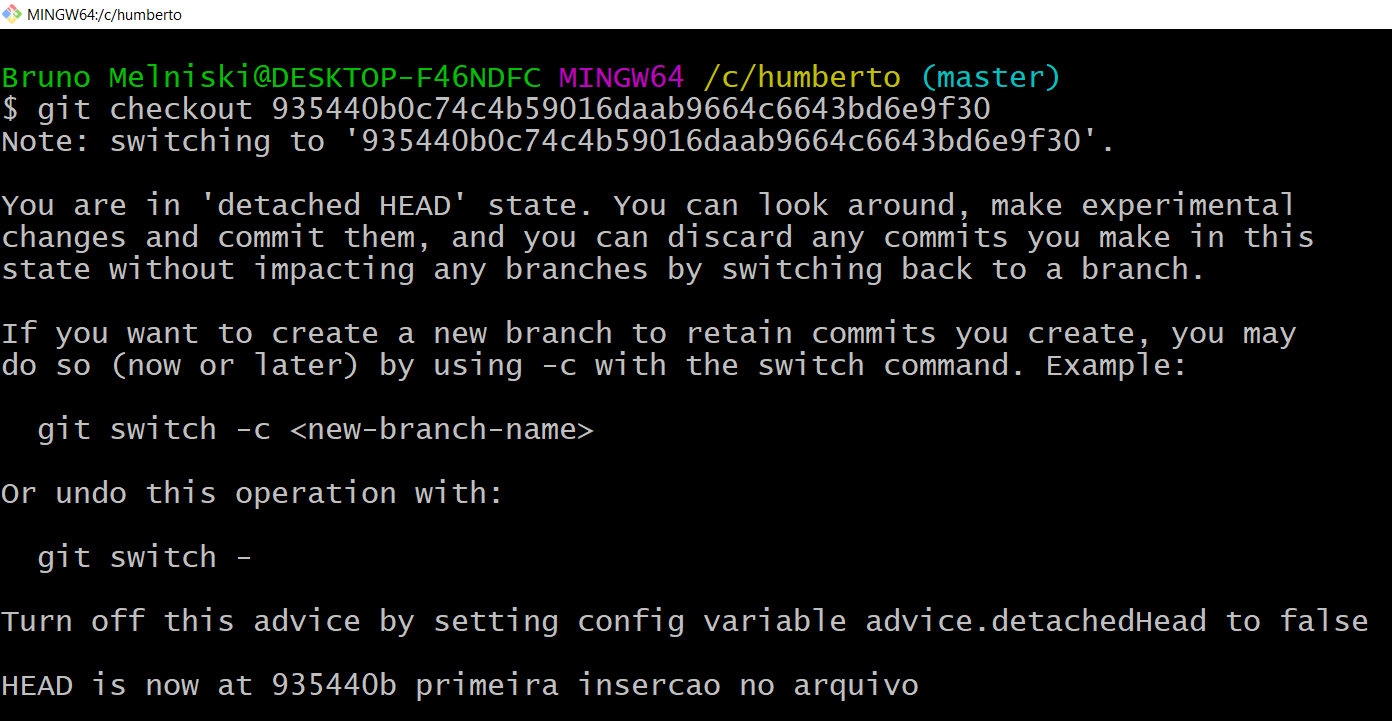 MINGW64:/c/humberto
Bruno Melniski@DESKTOP-F46NDFC MINGW64 /c/humberto (master)
$ git checkout 935440b0c74c4b59016daab9664c6643bd6e9f30
Note: switching to '935440b0c74c4b59016daab9664c6643bd6e9f30'.
You are in 'detached HEAD' state. You can look around, make experimental
changes and commit them, and you can discard any commits you make in this
state without impacting any branches by switching back to a branch.
If you want to create a new branch to retain commits you create, you may
do so (now or later) by using -c with the switch command. Example:
git switch -c <new-branch-name>
Or undo this operation with:
git switch -
Turn off this advice by setting config variable advice.detachedHead to false
HEAD is now at 935440b primeira insercao no arquivo